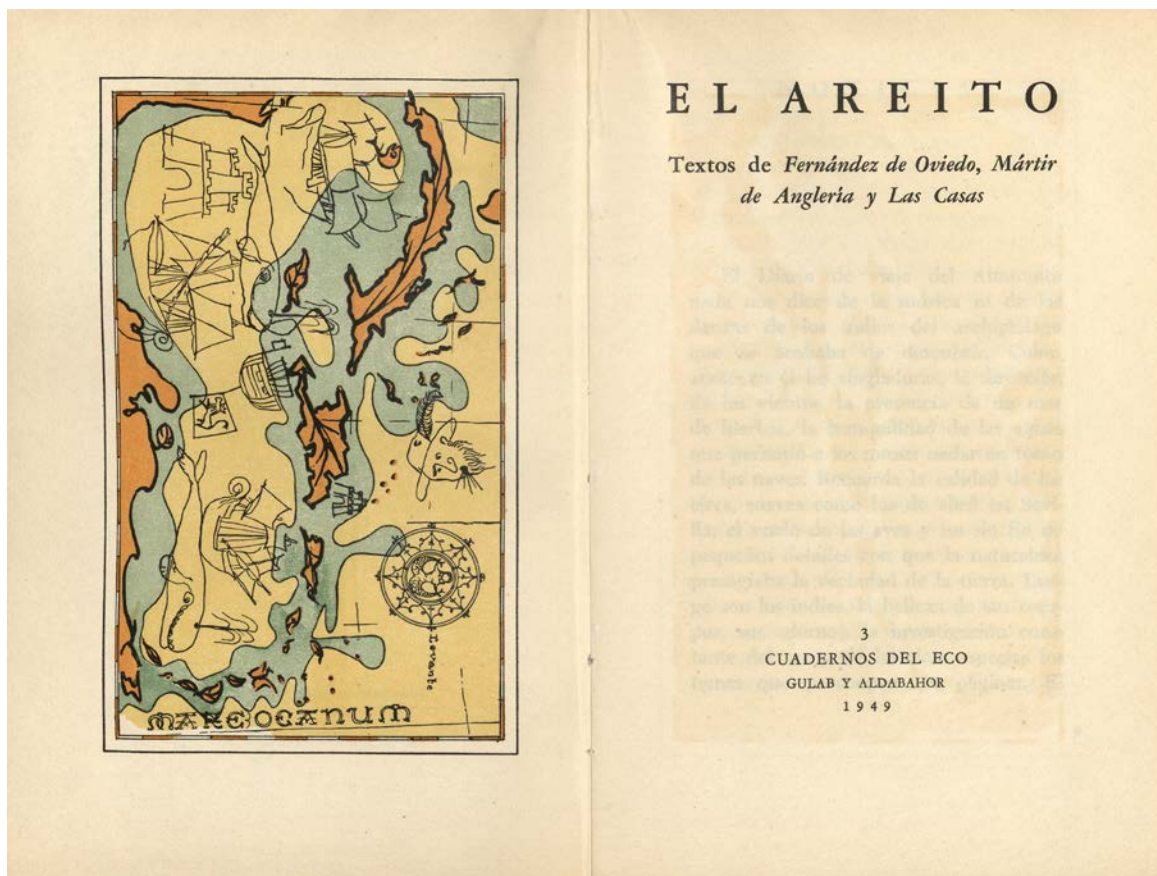 Levante
MARE OCEANUM
EL AREITO
Textos de Fernández de Oviedo, Mártir
de Anglería y Las Casas
3
CUADERNOS DEL ECO
GULAB Y ALDABAHOR
1949